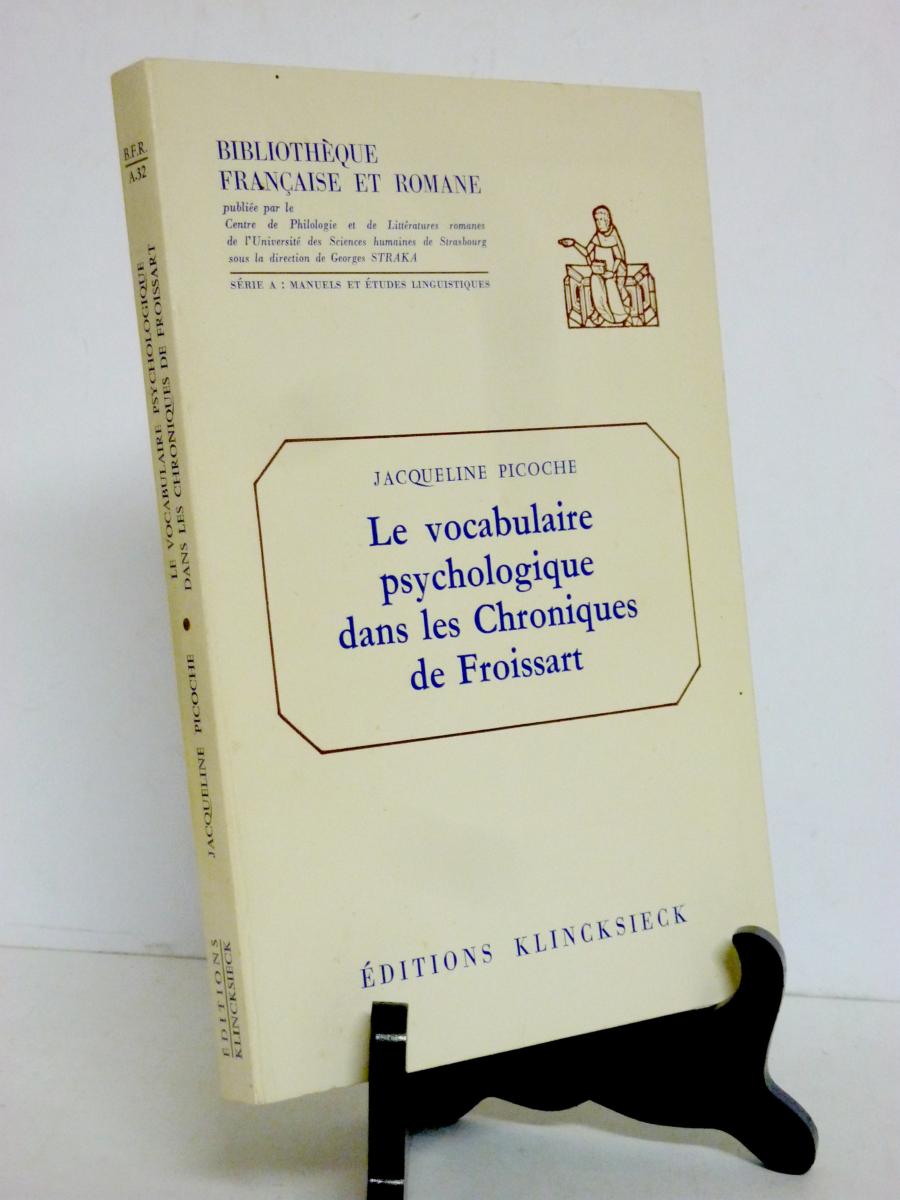 B.F.R.
A.32
LE VOCABULAIRE PSYCHOLOGIQUE
DANS LES CHRONIQUES DE FROISSART
JACQUELINE PICOCHE
ÉDITIONS
KLINCKSIECK
BIBLIOTHÈQUE
FRANÇAISE ET ROMANE
publiée par le
Centre de Philologie et de Littératures romanes
de l'Université des Sciences humaines de Strasbourg
sous la direction de Georges STRAKA
SÉRIE A : MANUELS ET ÉTUDES LINGUISTIQUES
JACQUELINE PICOCHE
Le vocabulaire
psychologique
dans les Chroniques
de Froissart
ÉDITIONS KLINCKSIECK